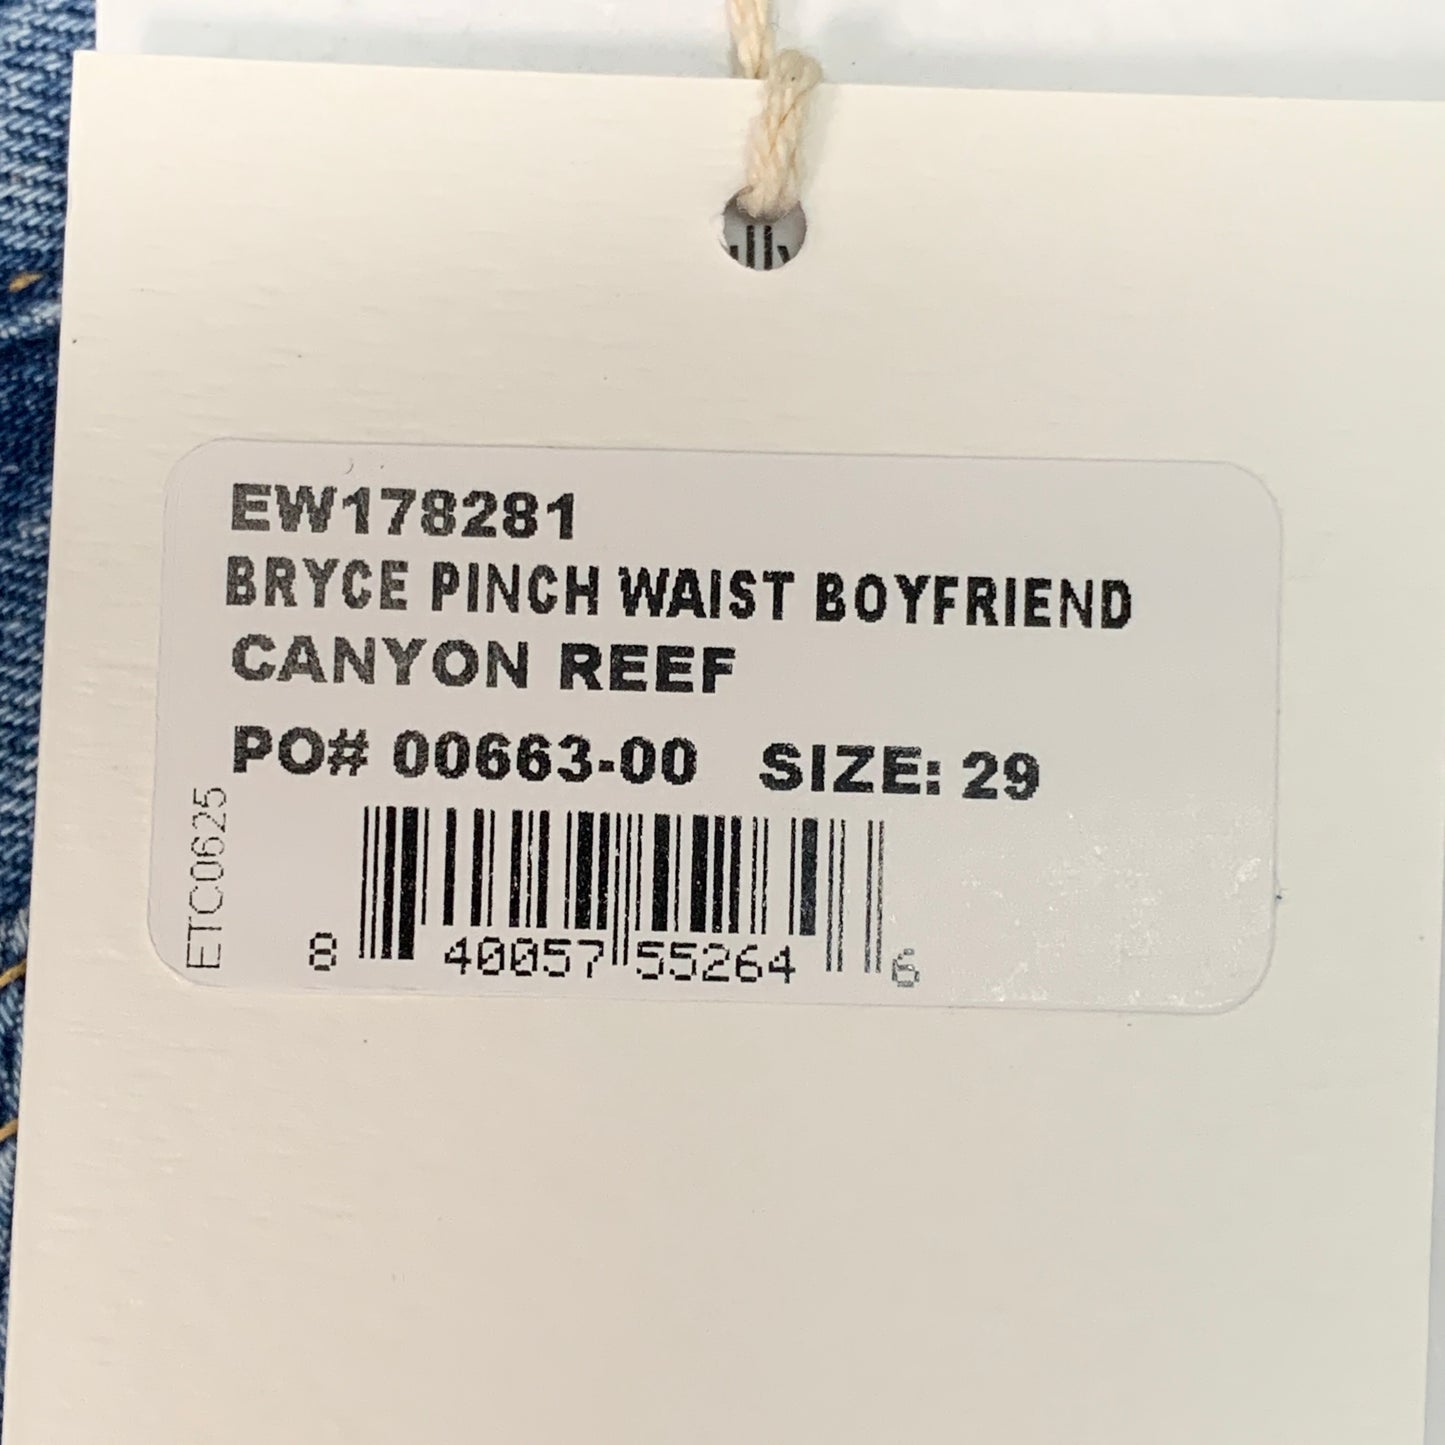 EW178281
BRYCE PINCH WAIST BOYFRIEND
CANYON REEF
PO# 00663-00 SIZE: 29
ETC0625
8 40057 55264 6